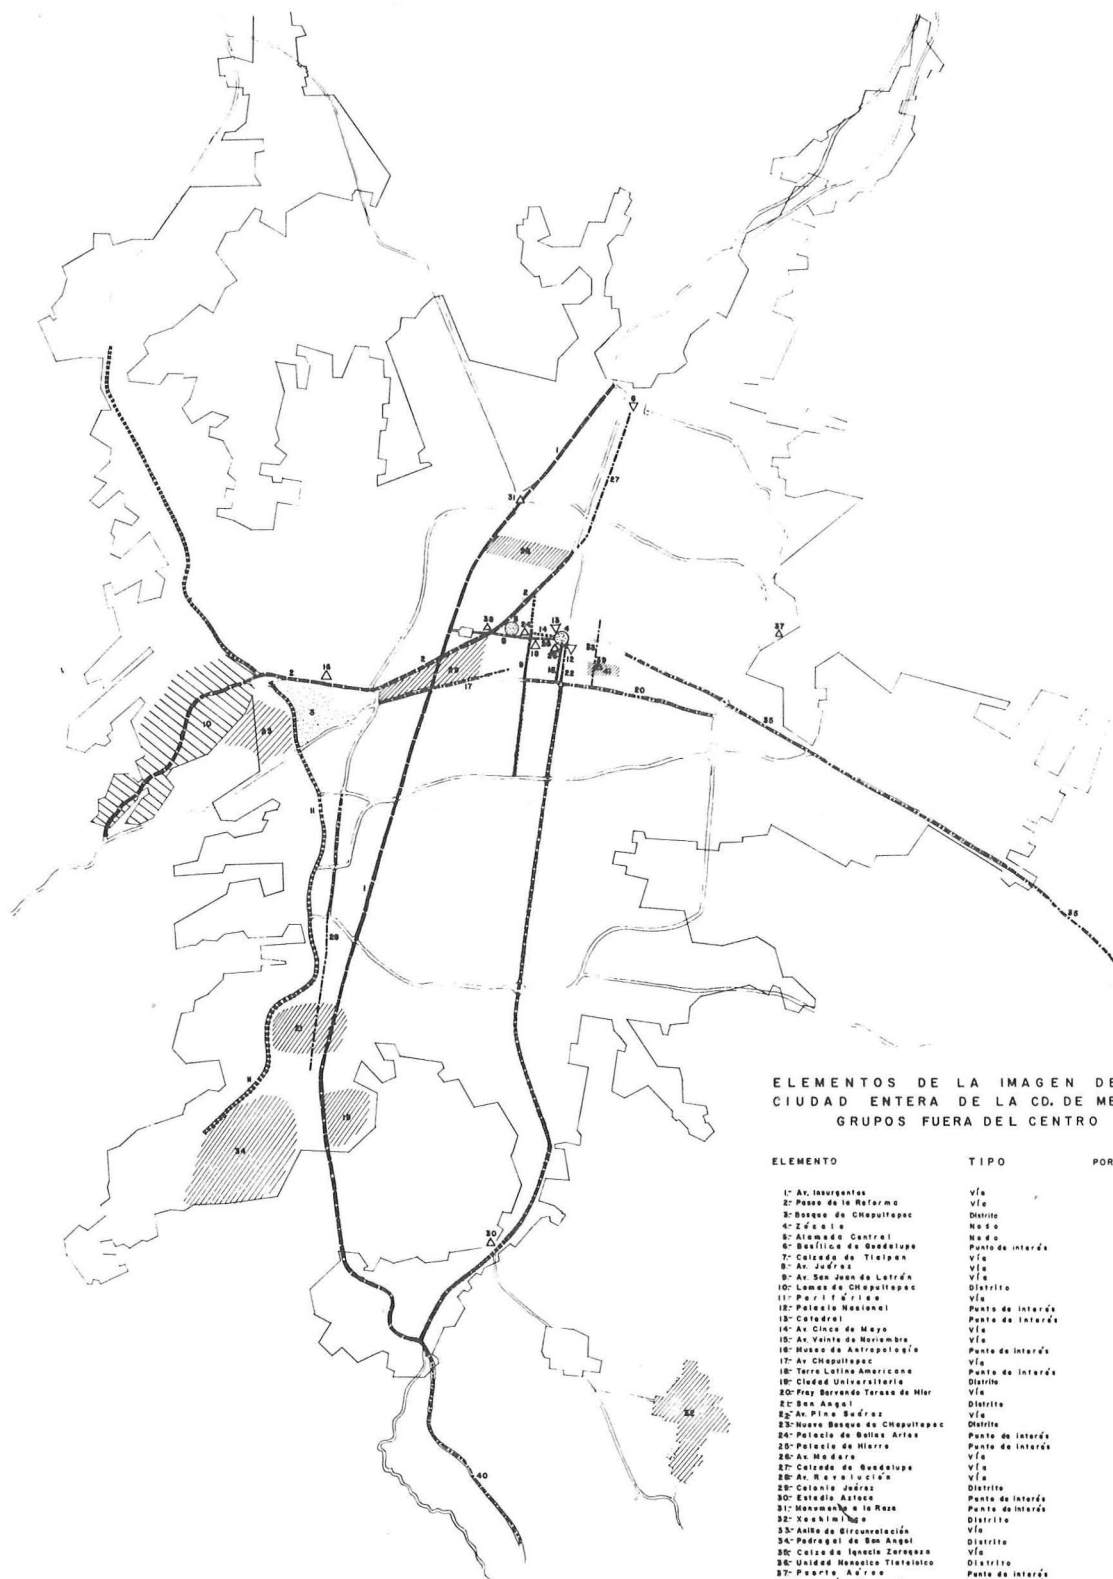 ELEMENTOS DE LA IMAGEN DE
CIUDAD ENTERA DE LA CD. DE ME
GRUPOS FUERA DEL CENTRO
ELEMENTO TIPO POR
1- Av. Insurgentes Vía
2- Paseo de la Reforma Vía
3- Bosque de CHapultepec Distrito
4- Zócalo Nodo
5- Alameda Central Nodo
6- Basílica de Guadalupe Punto de interés
7- Calzada de Tlalpan Vía
8- Av. Juárez Vía
9- Av. San Juan de Letrán Vía
10- Lomas de CHapultepec Distrito
11- Periférico Vía
12- Palacio Nacional Punto de interés
13- Catedral Punto de interés
14- Av. Cinco de Mayo Vía
15- Av. Veinte de Noviembre Vía
16- Museo de Antropología Punto de interés
17- Av CHapultepec Vía
18- Torre Latino Americana Punto de interés
19- Ciudad Universitaria Distrito
20- Fray Servando Teresa de Mier Vía
21- San Angel Distrito
22- Av. Pino Suárez Vía
23- Nuevo Bosque de CHapultepec Distrito
24- Palacio de Bellas Artes Punto de interés
25- Palacio de Hierro Punto de interés
26- Av. Madero Vía
27- Calzada de Guadalupe Vía
28- Av. Revolución Vía
29- Colonia Juárez Distrito
30- Estadio Azteca Punto de interés
31- Monumento a la Raza Punto de interés
32- Xochimilco Distrito
33- Anillo de Circunvalación Vía
34- Pedregal de San Angel Distrito
35- Calzada Ignacio Zaragoza Vía
36- Unidad Nonoalco Tlatelolco Distrito
37- Puerto Aéreo Punto de interés